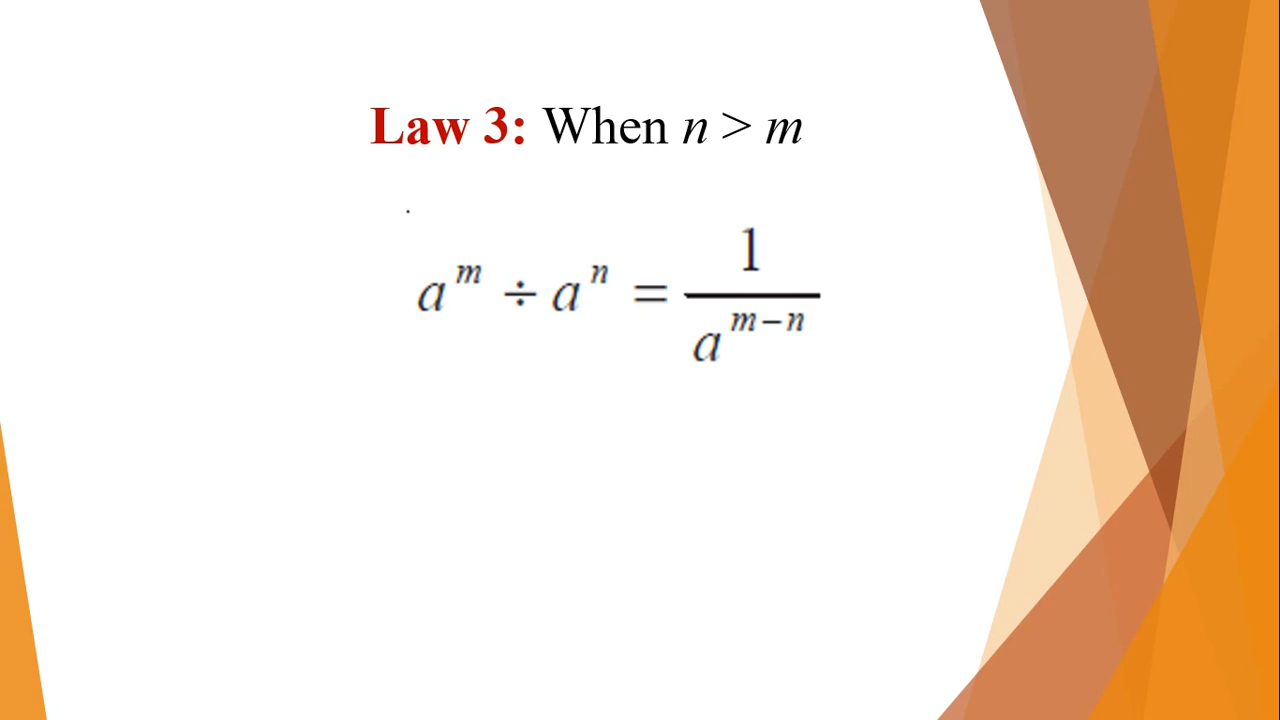 Law 3: When n > m
a^m ÷ a^n = 1/a^(m−n)